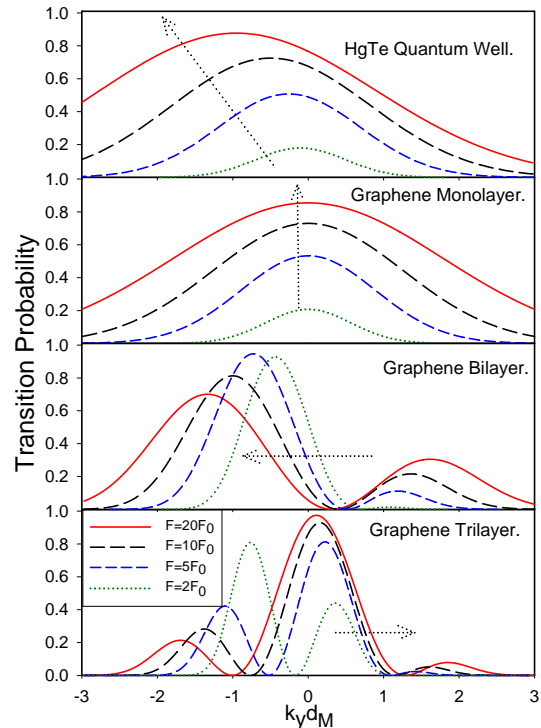 Transition Probability
1.0
0.8
0.6
0.4
0.2
HgTe Quantum Well.
1.0
0.8
0.6
0.4
0.2
Graphene Monolayer.
1.0
0.8
0.6
0.4
0.2
Graphene Bilayer.
1.0
0.8
0.6
0.4
0.2
0.0
Graphene Trilayer.
F=20F0
F=10F0
F=5F0
F=2F0
-3 -2 -1 0 1 2 3
kydM